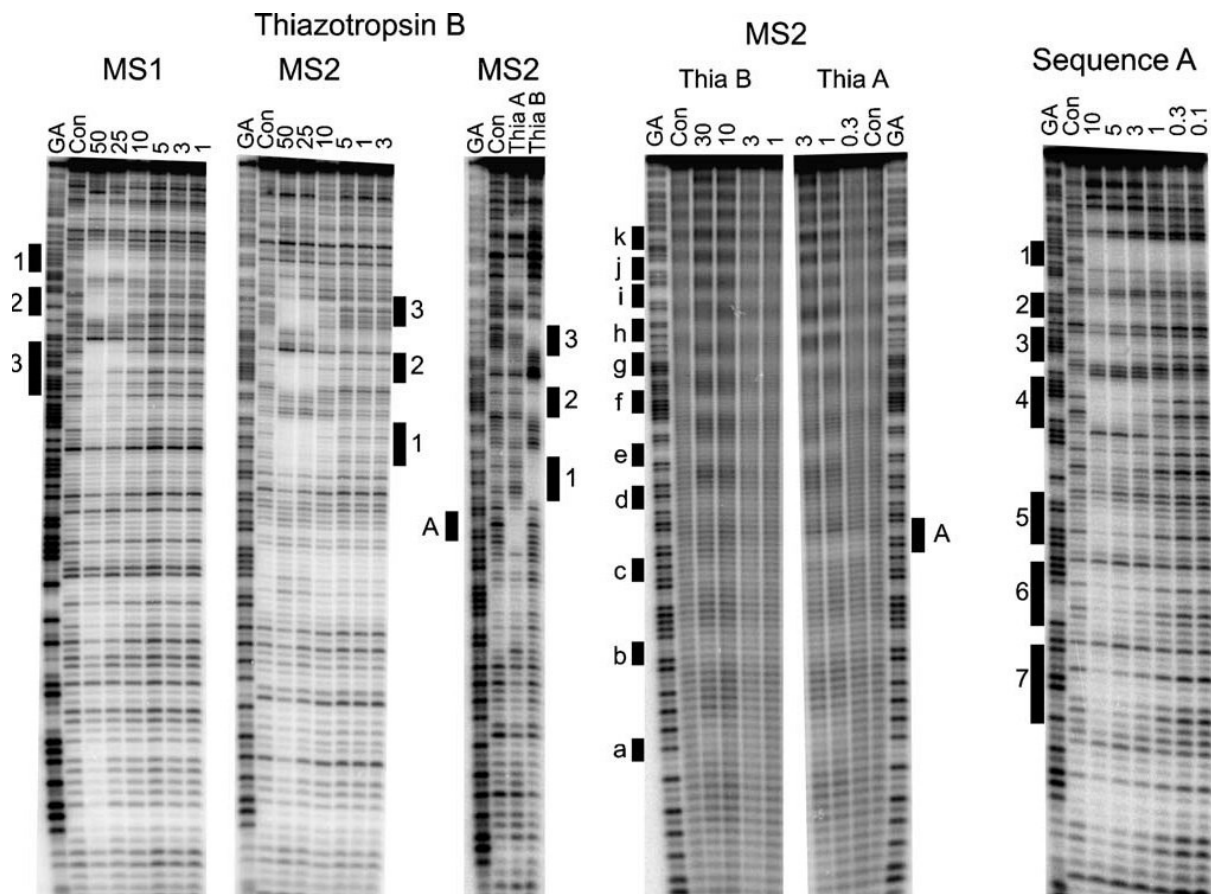 Thiazotropsin B
MS1
MS2
MS2
MS2
Thia B
Thia A
Sequence A
GA Con 50 25 10 5 3 1
GA Con 50 25 10 5 1 3
GA Con Thia A Thia B
GA Con 30 10 3 1
3 1 0.3 Con GA
GA Con 10 5 3 1 0.3 0.1
1
2
3
3
2
1
3
2
1
A
k
j
i
h
g
f
e
d
c
b
a
A
1
2
3
4
5
6
7